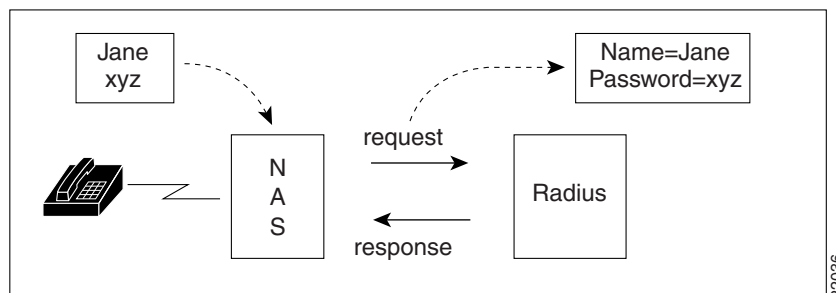 Jane
xyz
Name=Jane
Password=xyz
request
N
A
S
Radius
response